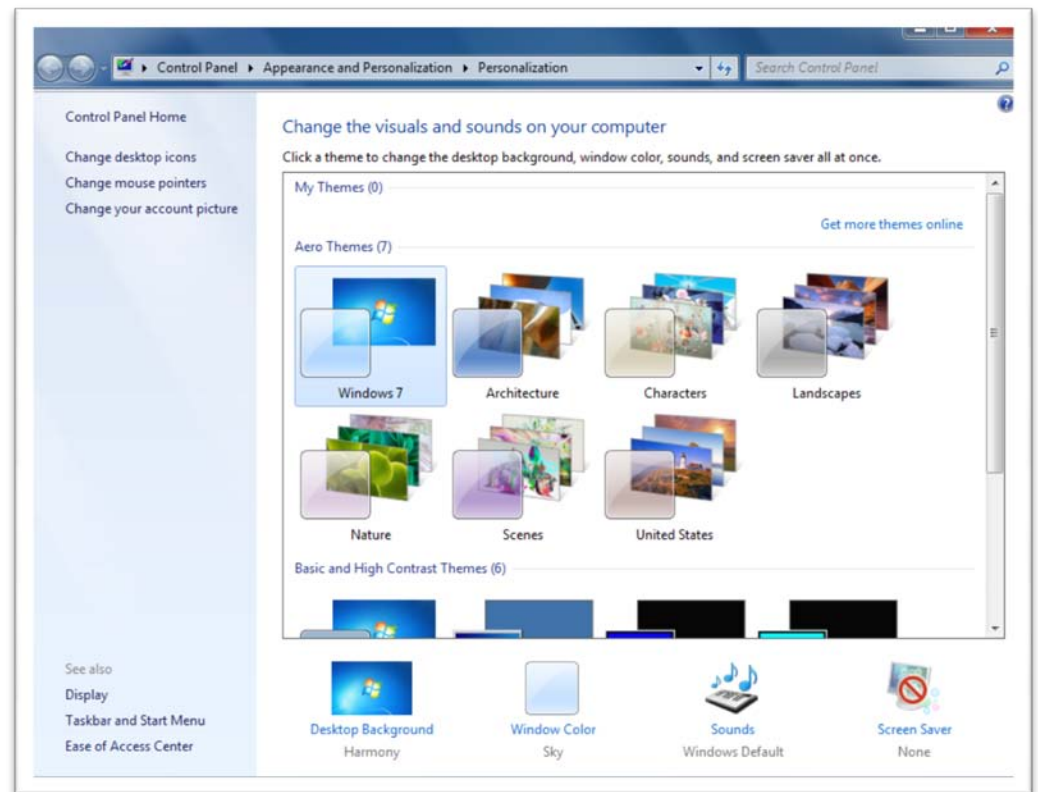 Control Panel Appearance and Personalization Personalization Search Control Panel
Control Panel Home
Change desktop icons
Change mouse pointers
Change your account picture
Change the visuals and sounds on your computer
Click a theme to change the desktop background, window color, sounds, and screen saver all at once.
My Themes (0)
Get more themes online
Aero Themes (7)
Windows 7 Architecture Characters Landscapes
Nature Scenes United States
Basic and High Contrast Themes (6)
See also
Display
Taskbar and Start Menu
Ease of Access Center
Desktop Background Window Color Sounds Screen Saver
Harmony Sky Windows Default None